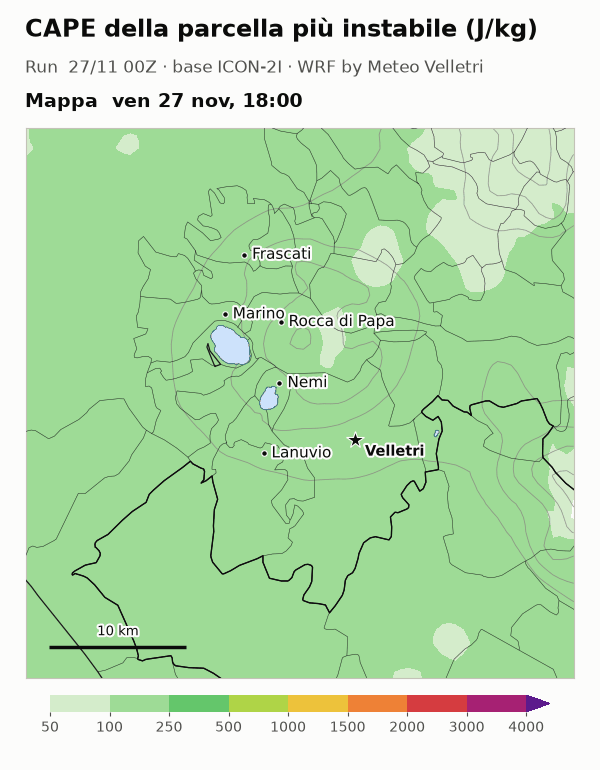 CAPE della parcella più instabile (J/kg)
Run  27/11 00Z · base ICON-2I · WRF by Meteo Velletri
Mappa  ven 27 nov, 18:00
Frascati
Marino
Rocca di Papa
Nemi
Velletri
Lanuvio
10 km
50 100 250 500 1000 1500 2000 3000 4000